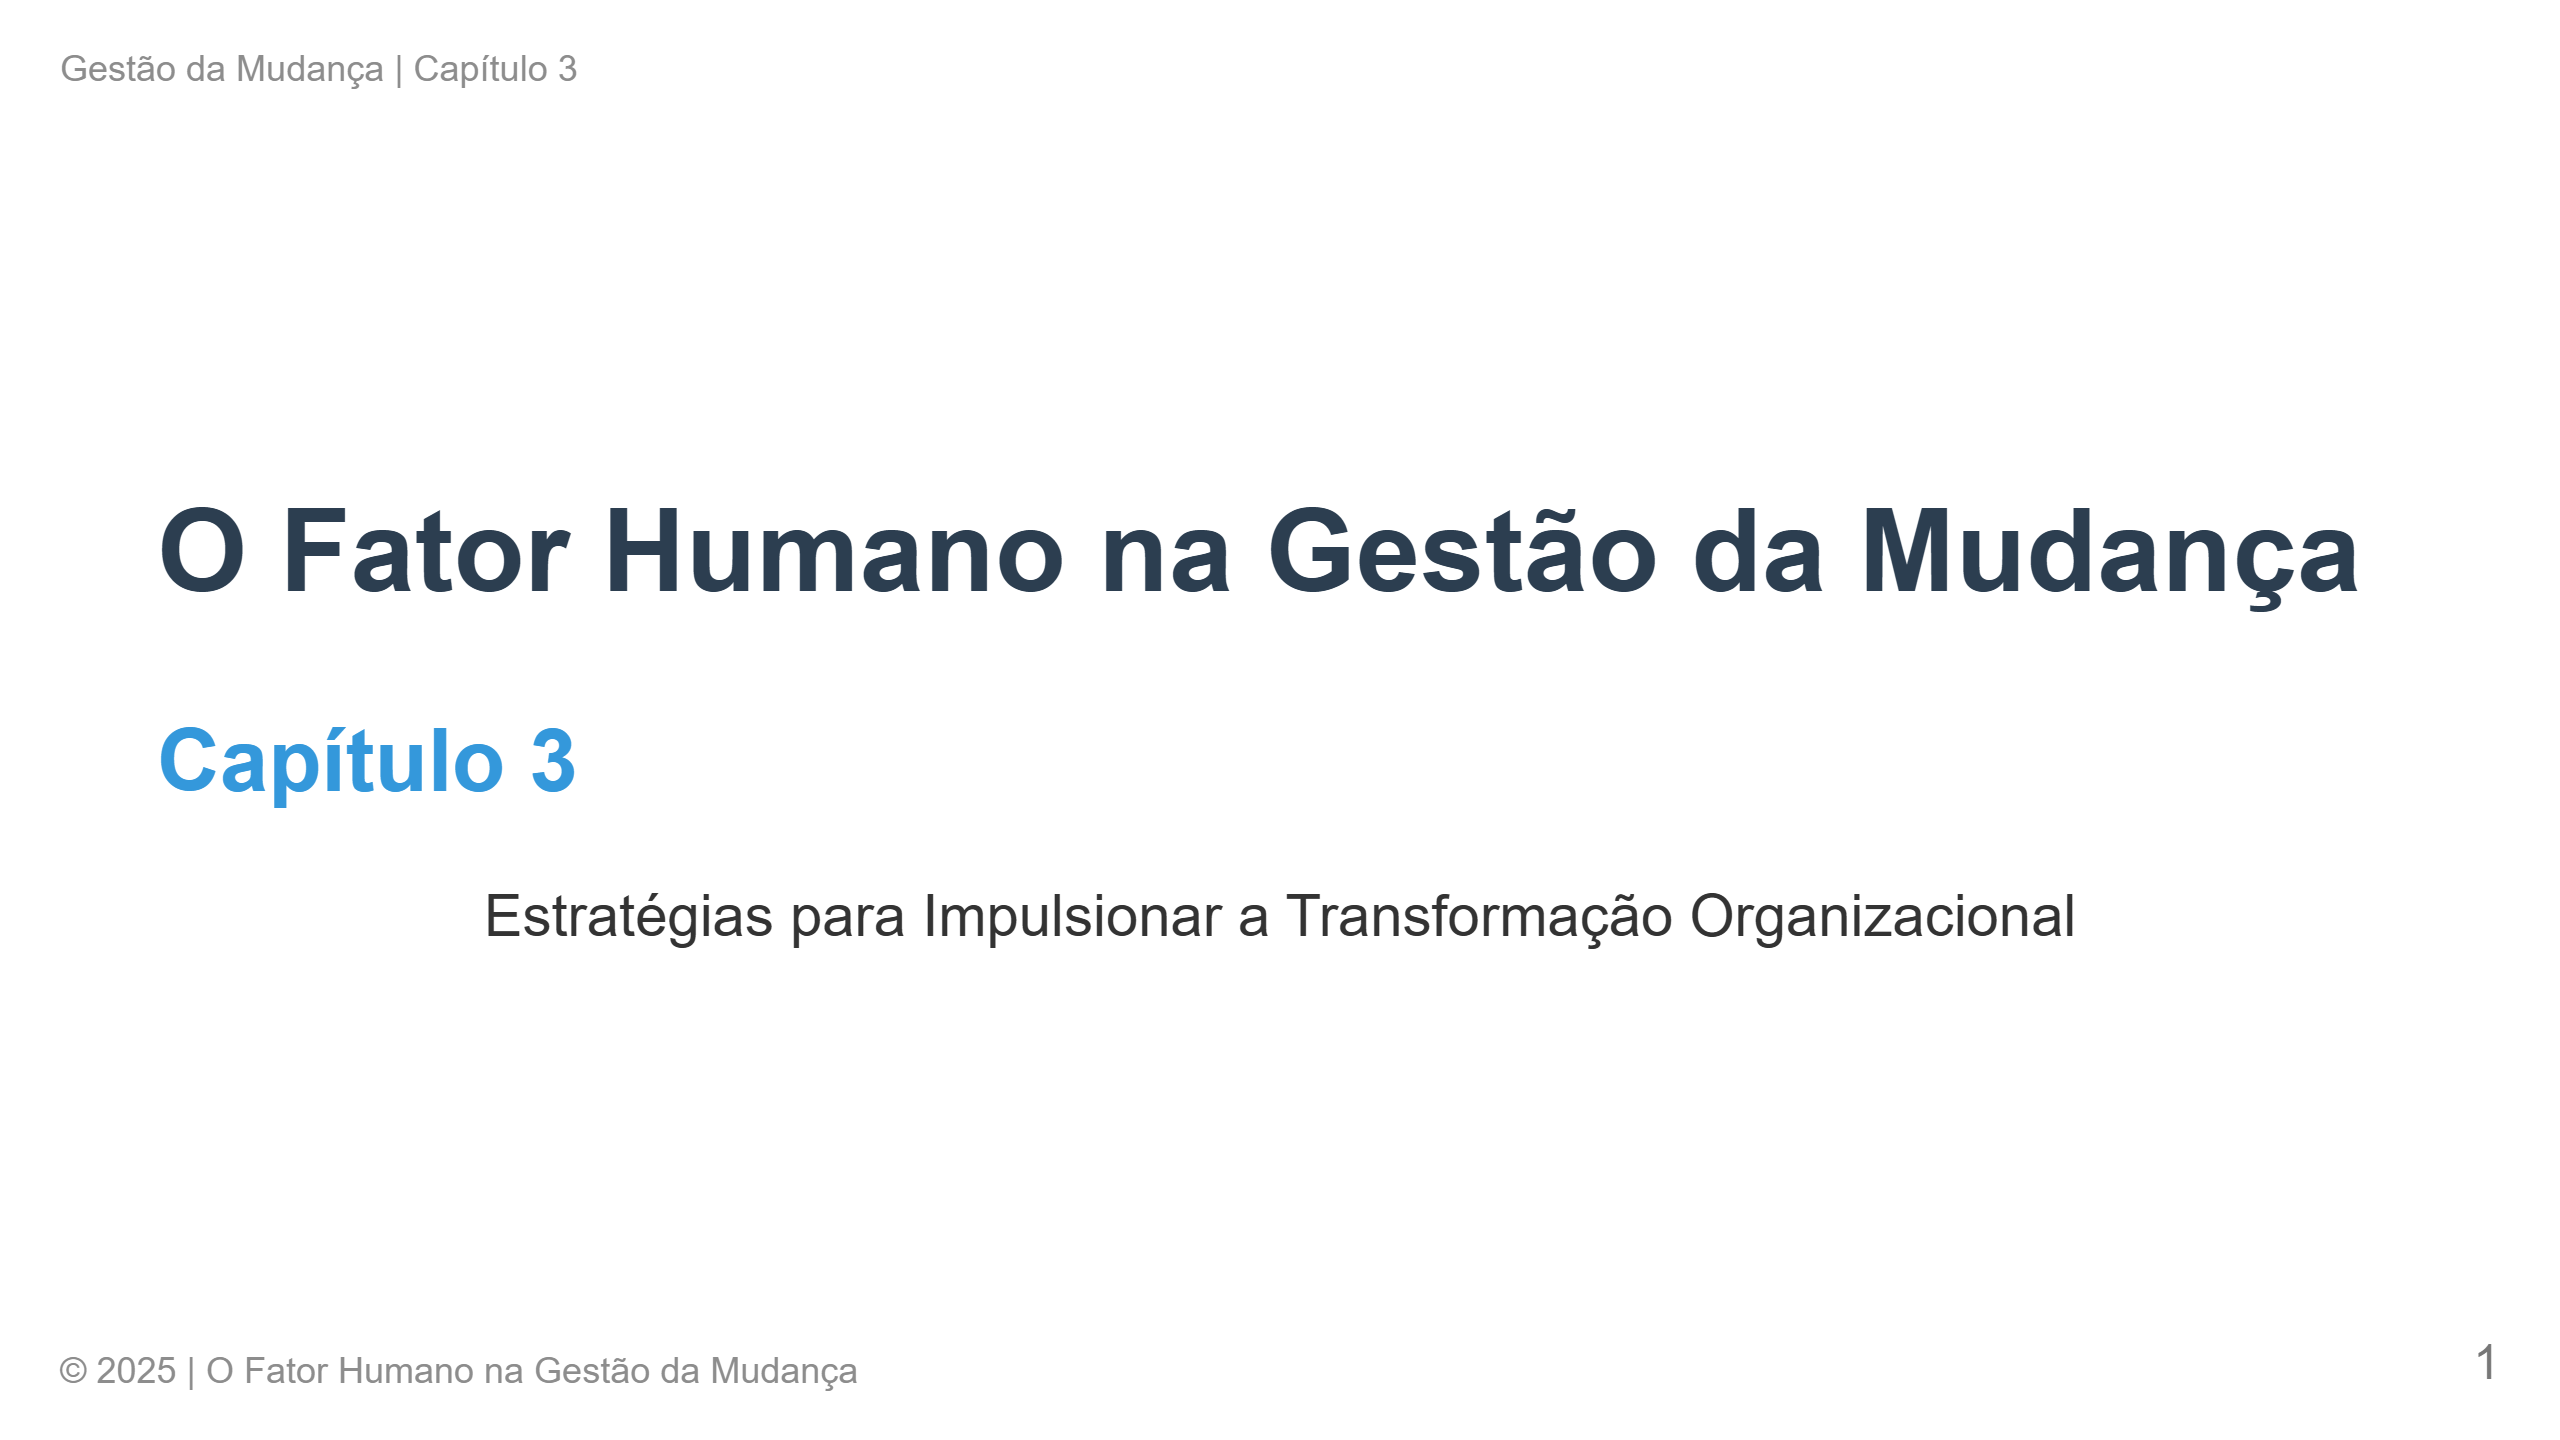 Gestão da Mudança | Capítulo 3
O Fator Humano na Gestão da Mudança
Capítulo 3
Estratégias para Impulsionar a Transformação Organizacional
© 2025 | O Fator Humano na Gestão da Mudança
1